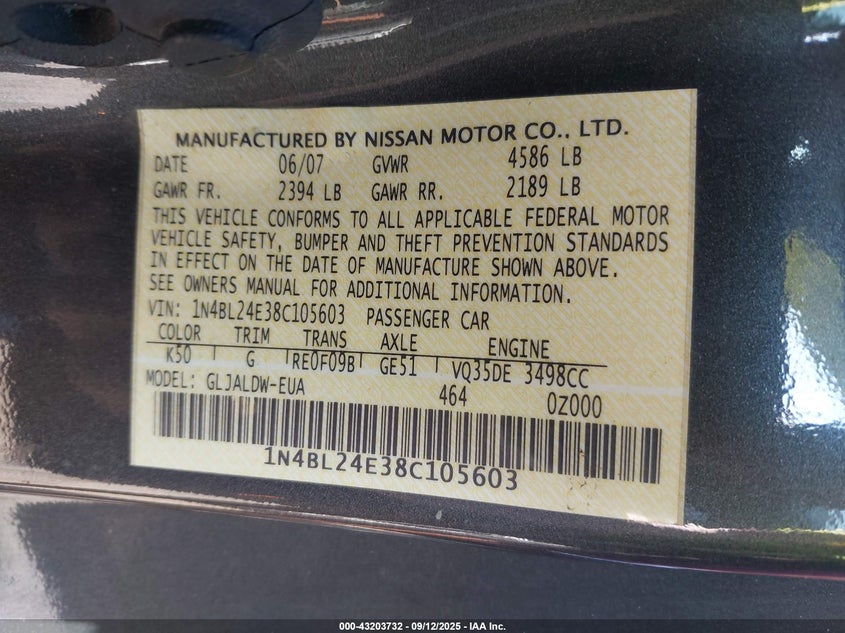 MANUFACTURED BY NISSAN MOTOR CO., LTD.
DATE 06/07 GVWR 4586 LB
GAWR FR. 2394 LB GAWR RR. 2189 LB
THIS VEHICLE CONFORMS TO ALL APPLICABLE FEDERAL MOTOR
VEHICLE SAFETY, BUMPER AND THEFT PREVENTION STANDARDS
IN EFFECT ON THE DATE OF MANUFACTURE SHOWN ABOVE.
SEE OWNERS MANUAL FOR ADDITIONAL INFORMATION.
VIN: 1N4BL24E38C105603 PASSENGER CAR
COLOR TRIM TRANS AXLE ENGINE
K50 G RE0F09B GE51 VQ35DE 3498CC
MODEL: GLJALDW-EUA 464 0Z000
1N4BL24E38C105603
000-43203732 - 09/12/2025 - IAA Inc.